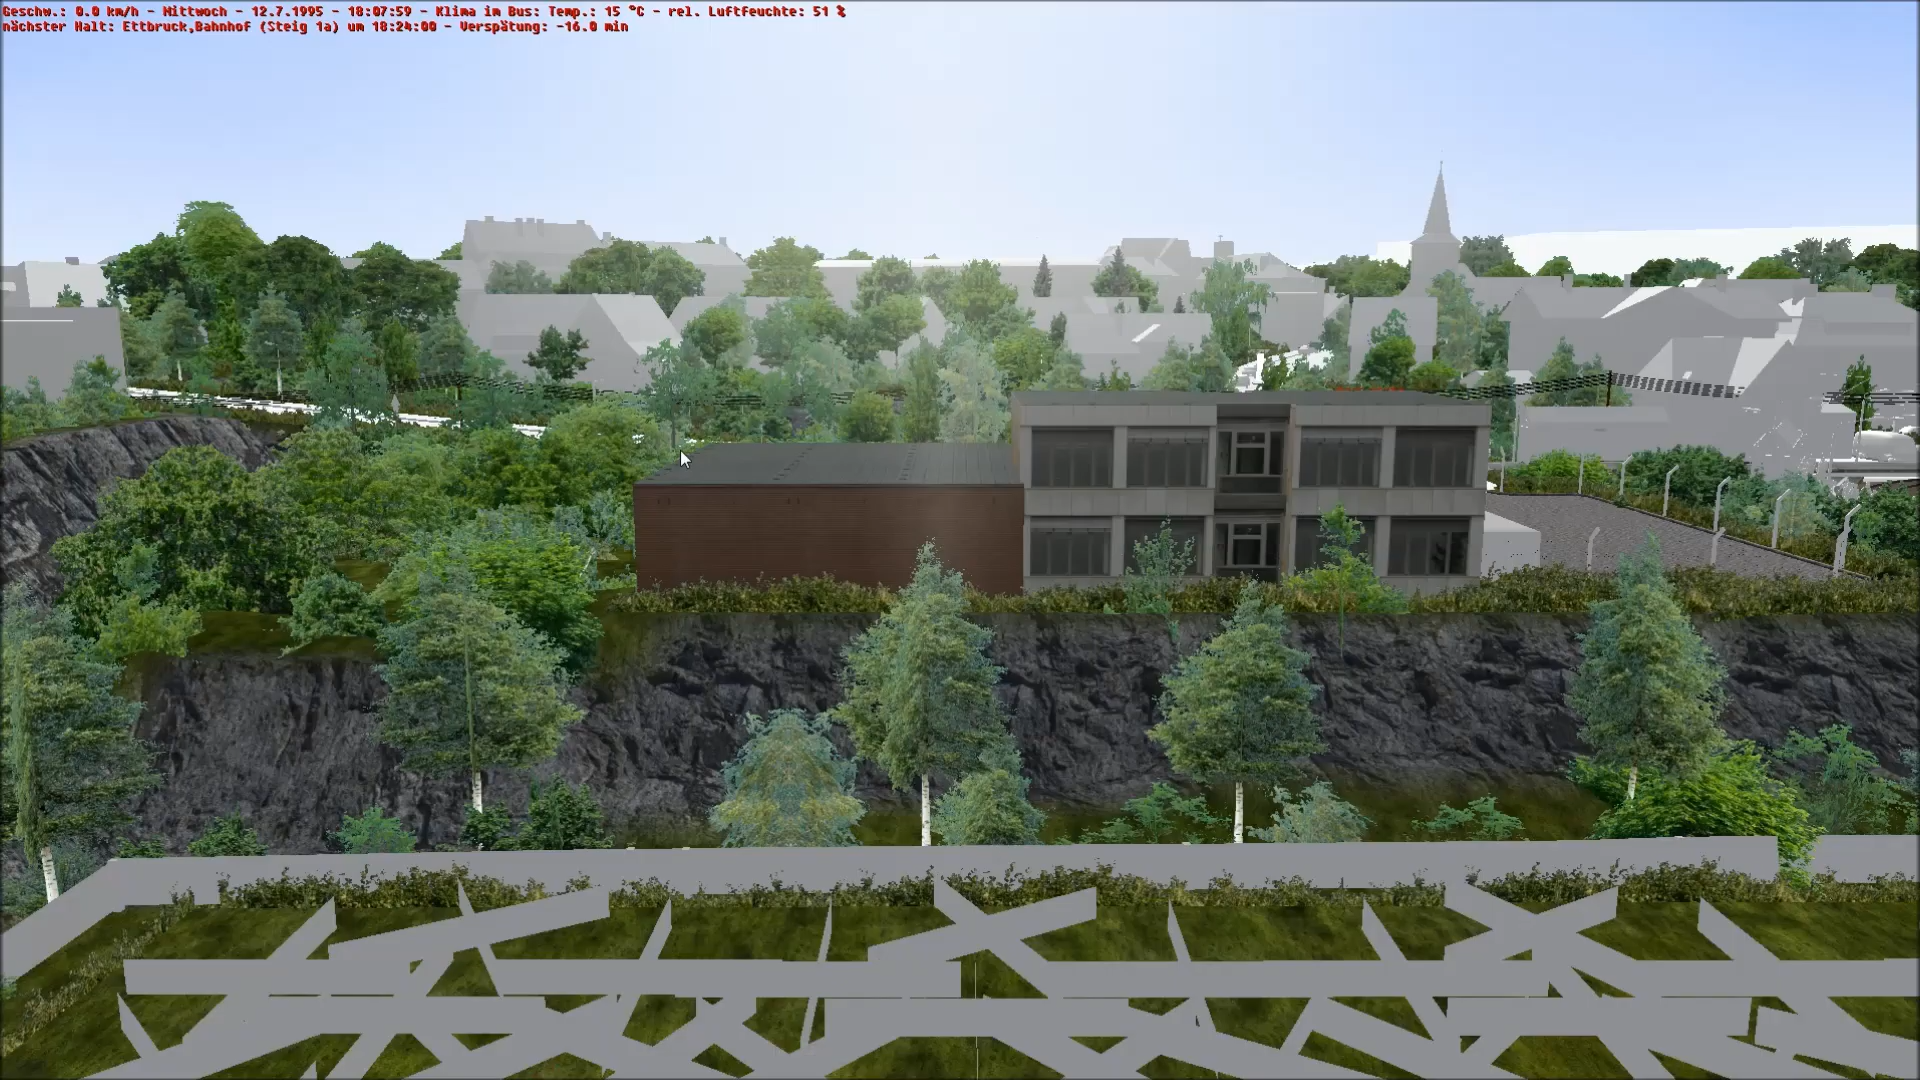 Geschw.: 0.0 km/h - Mittwoch - 12.7.1995 - 18:07:59 - Klima im Bus: Temp.: 15 °C - rel. Luftfeuchte: 51 %
nächster Halt: Ettbruck,Bahnhof (Steig 1a) um 18:24:00 - Verspätung: -16.0 min